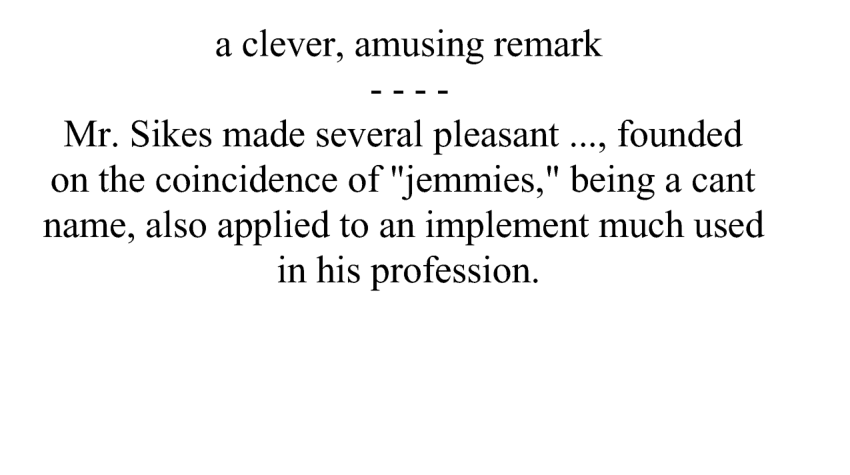 a clever, amusing remark
- - - -
Mr. Sikes made several pleasant ..., founded
on the coincidence of "jemmies," being a cant
name, also applied to an implement much used
in his profession.